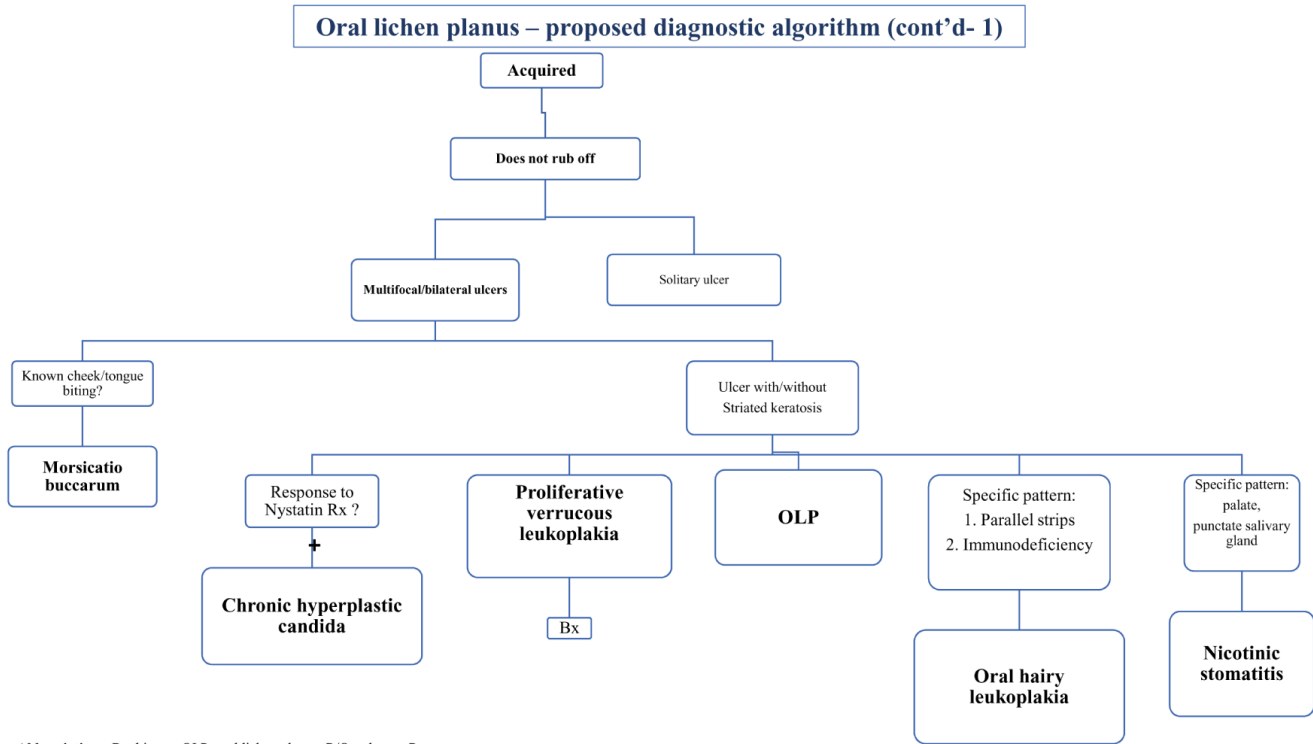 Oral lichen planus – proposed diagnostic algorithm (cont’d- 1)
Acquired
Does not rub off
Multifocal/bilateral ulcers
Solitary ulcer
Known cheek/tongue
biting?
Ulcer with/without
Striated keratosis
Morsicatio
buccarum
Response to
Nystatin Rx ?
+
Chronic hyperplastic
candida
Proliferative
verrucous
leukoplakia
Bx
OLP
Specific pattern:
1. Parallel strips
2. Immunodeficiency
Oral hairy
leukoplakia
Specific pattern:
palate,
punctate salivary
gland
Nicotinic
stomatitis